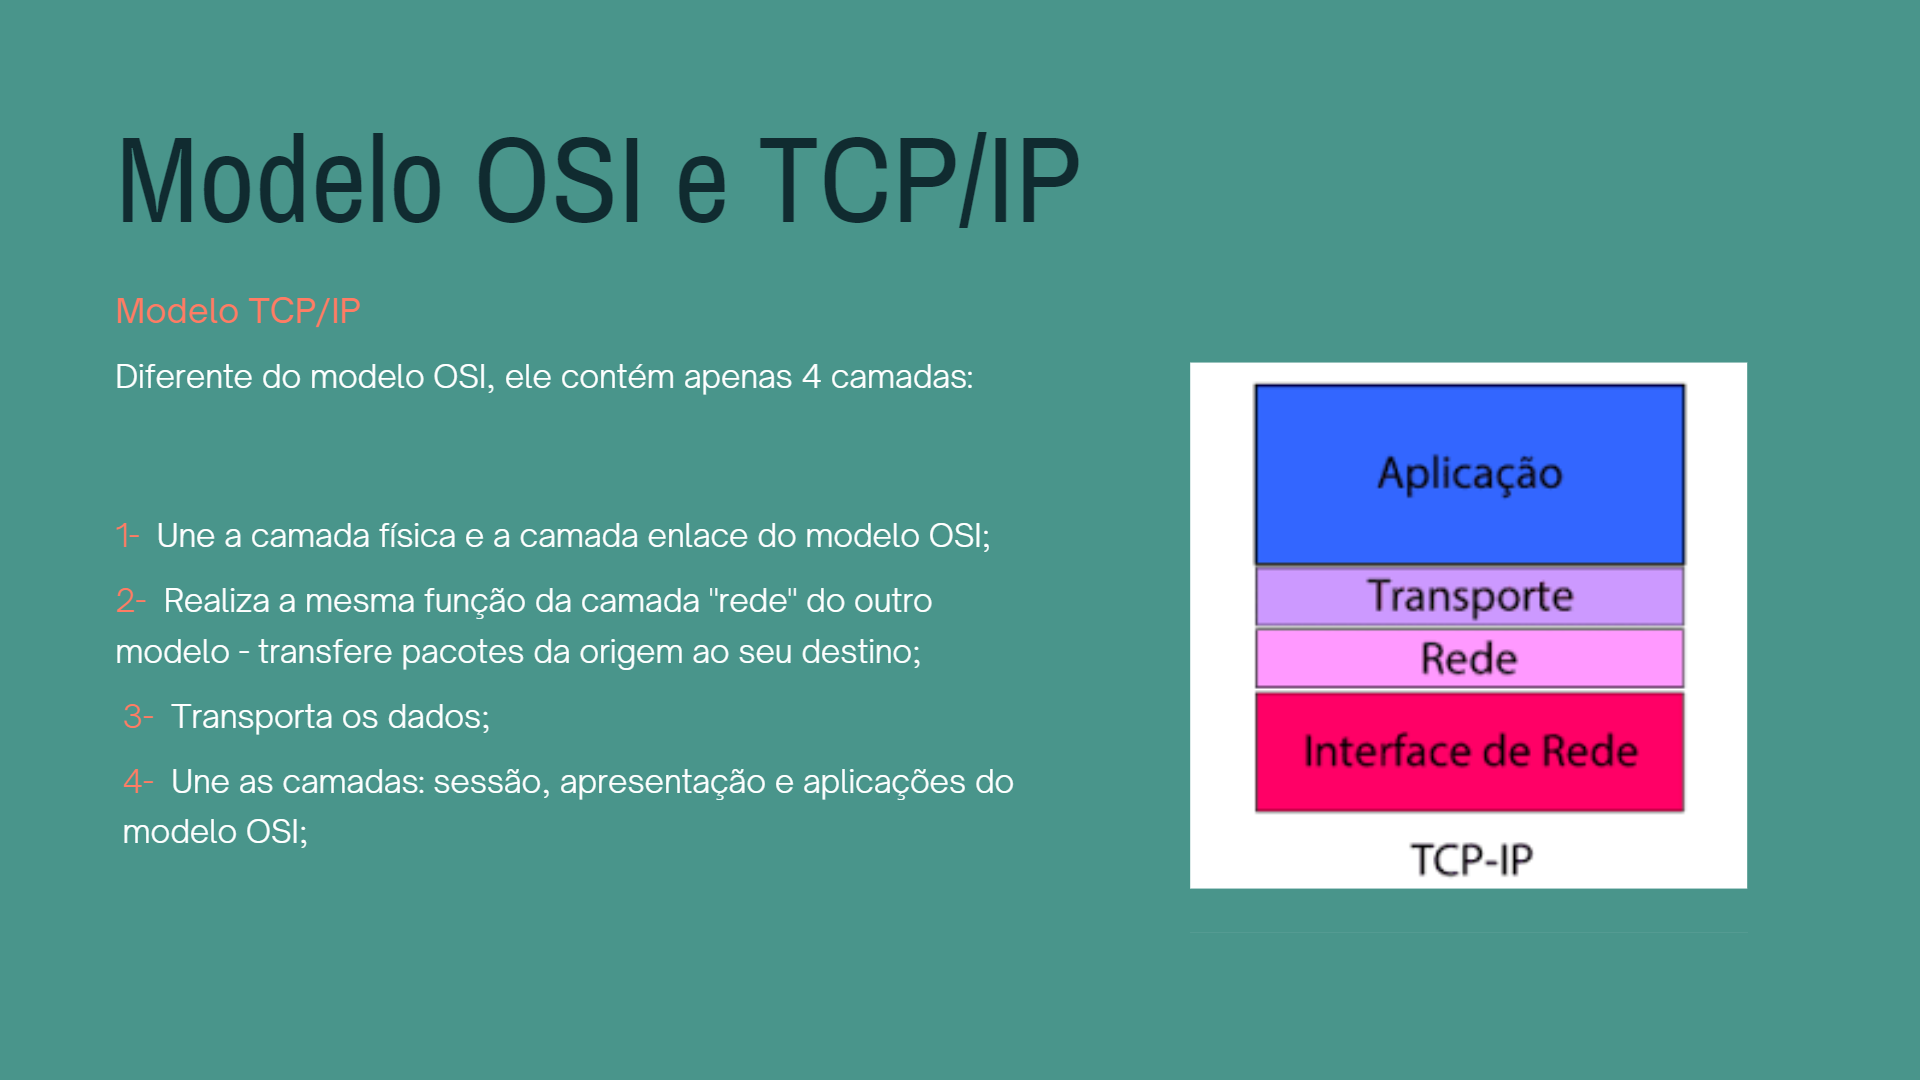 Modelo OSI e TCP/IP
Modelo TCP/IP
Diferente do modelo OSI, ele contém apenas 4 camadas:
1- Une a camada física e a camada enlace do modelo OSI;
2- Realiza a mesma função da camada "rede" do outro
modelo - transfere pacotes da origem ao seu destino;
3- Transporta os dados;
4- Une as camadas: sessão, apresentação e aplicações do
modelo OSI;
Aplicação
Transporte
Rede
Interface de Rede
TCP-IP